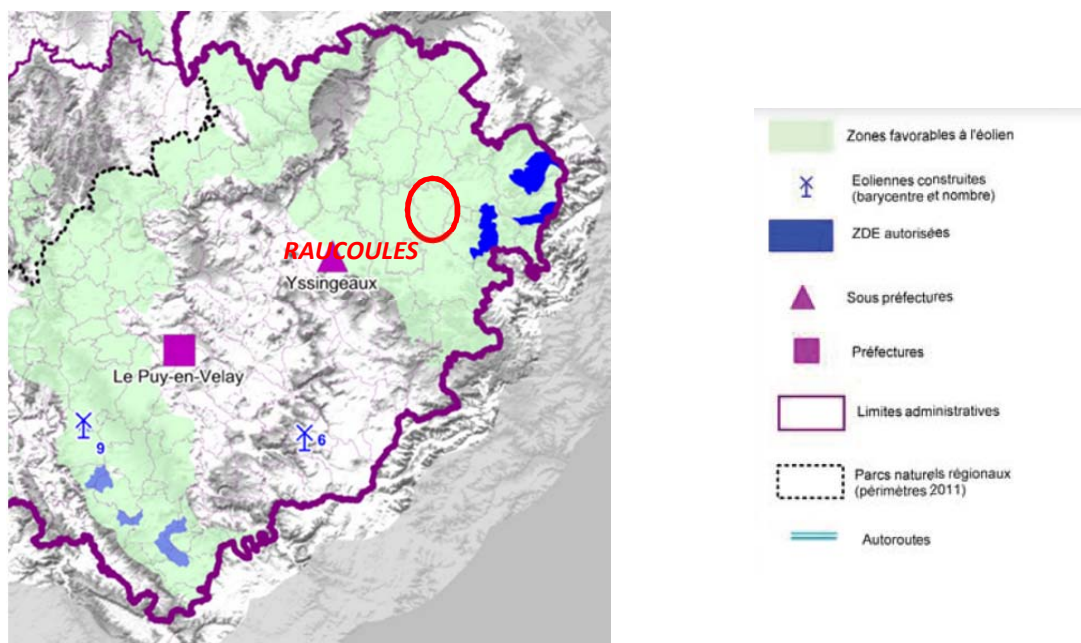 RAUCOULES
Yssingeaux
Le Puy-en-Velay
9
6
Zones favorables à l'éolien
Eoliennes construites
(barycentre et nombre)
ZDE autorisées
Sous préfectures
Préfectures
Limites administratives
Parcs naturels régionaux
(périmètres 2011)
Autoroutes